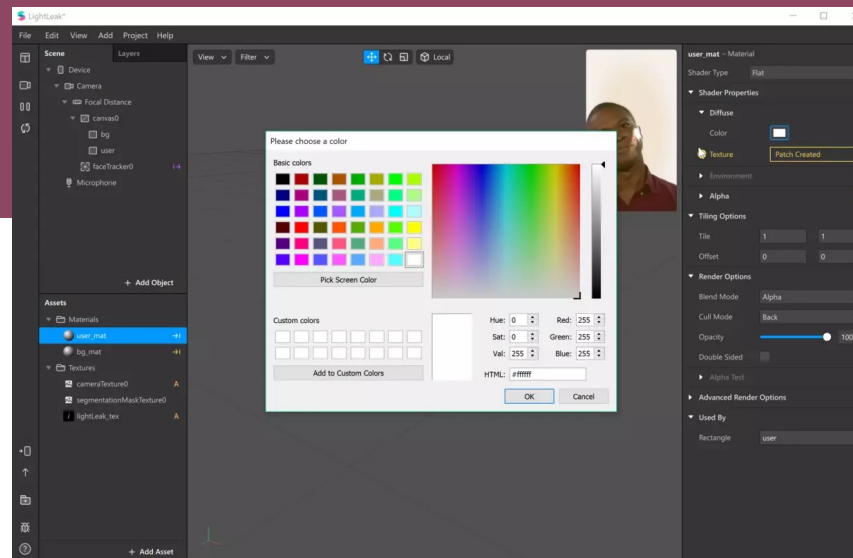 LightLeak*
File Edit View Add Project Help
Scene Layers
Device
Camera
Focal Distance
canvas0
bg
user
faceTracker0
Microphone
+ Add Object
Assets
Materials
user_mat
bg_mat
Textures
cameraTexture0 A
segmentationMaskTexture0
lightLeak_tex A
+ Add Asset
View Filter
Local
Please choose a color
Basic colors
Pick Screen Color
Custom colors
Add to Custom Colors
Hue: 0 Red: 255
Sat: 0 Green: 255
Val: 255 Blue: 255
HTML: #ffffff
OK Cancel
user_mat – Material
Shader Type Flat
Shader Properties
Diffuse
Color
Texture Patch Created
Environment
Alpha
Tiling Options
Tile 1 1
Offset 0 0
Render Options
Blend Mode Alpha
Cull Mode Back
Opacity 100
Double Sided
Alpha Test
Advanced Render Options
Used By
Rectangle user